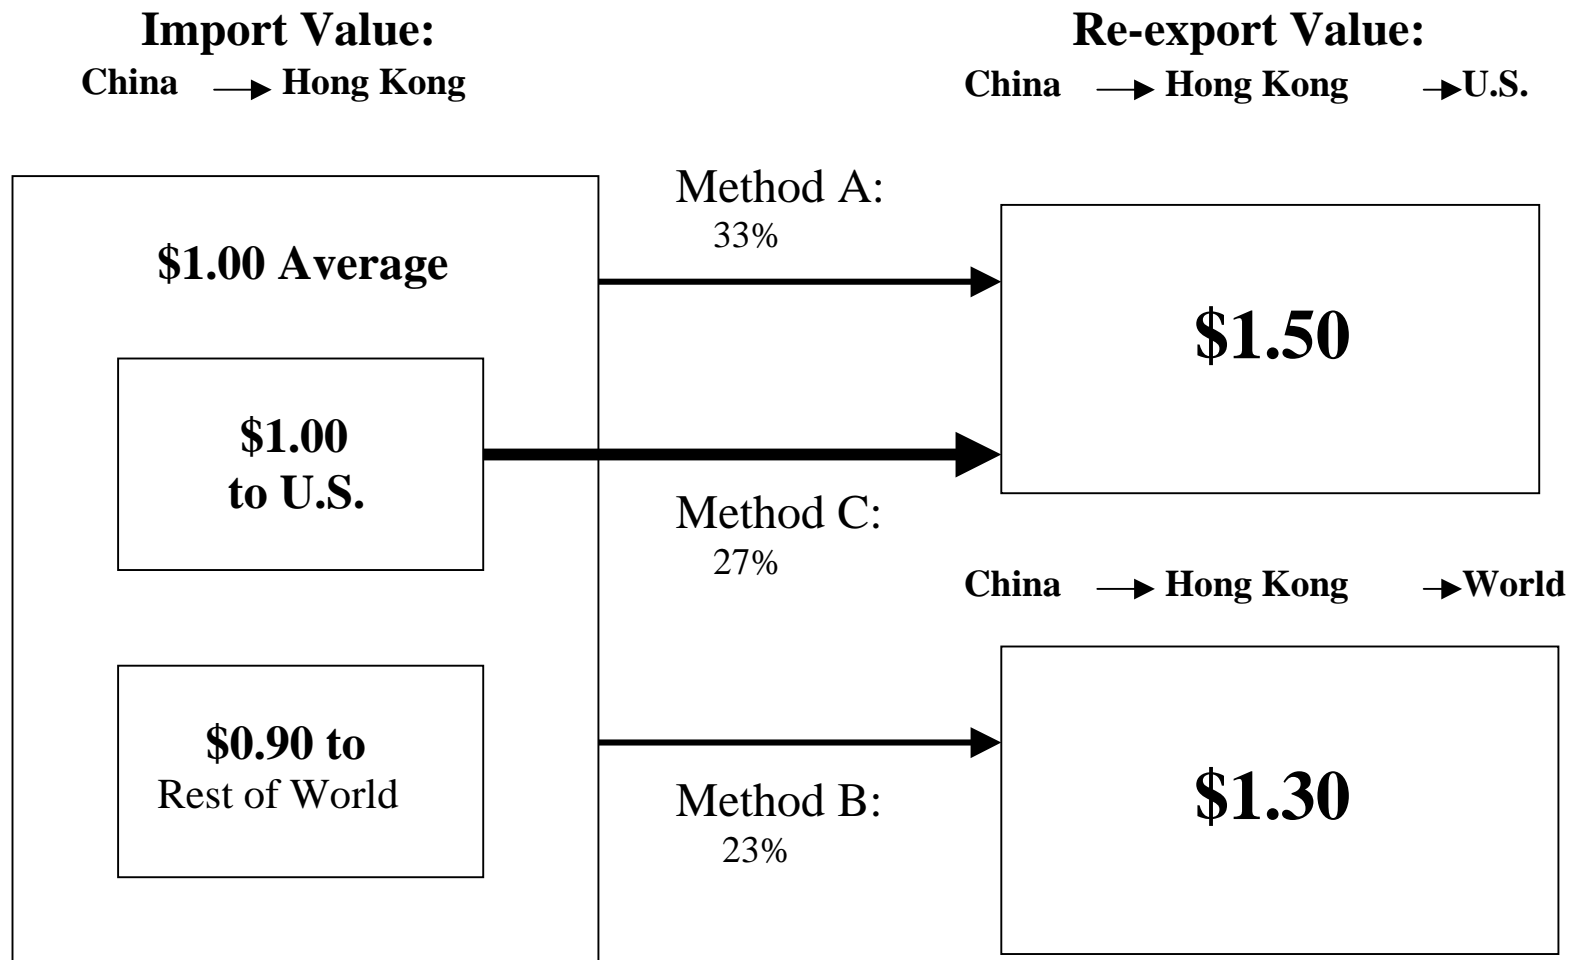 Import Value:
China → Hong Kong
Re-export Value:
China → Hong Kong → U.S.
Method A:
33%
$1.00 Average
$1.50
$1.00
to U.S.
Method C:
27%
China → Hong Kong → World
$0.90 to
Rest of World
Method B:
23%
$1.30